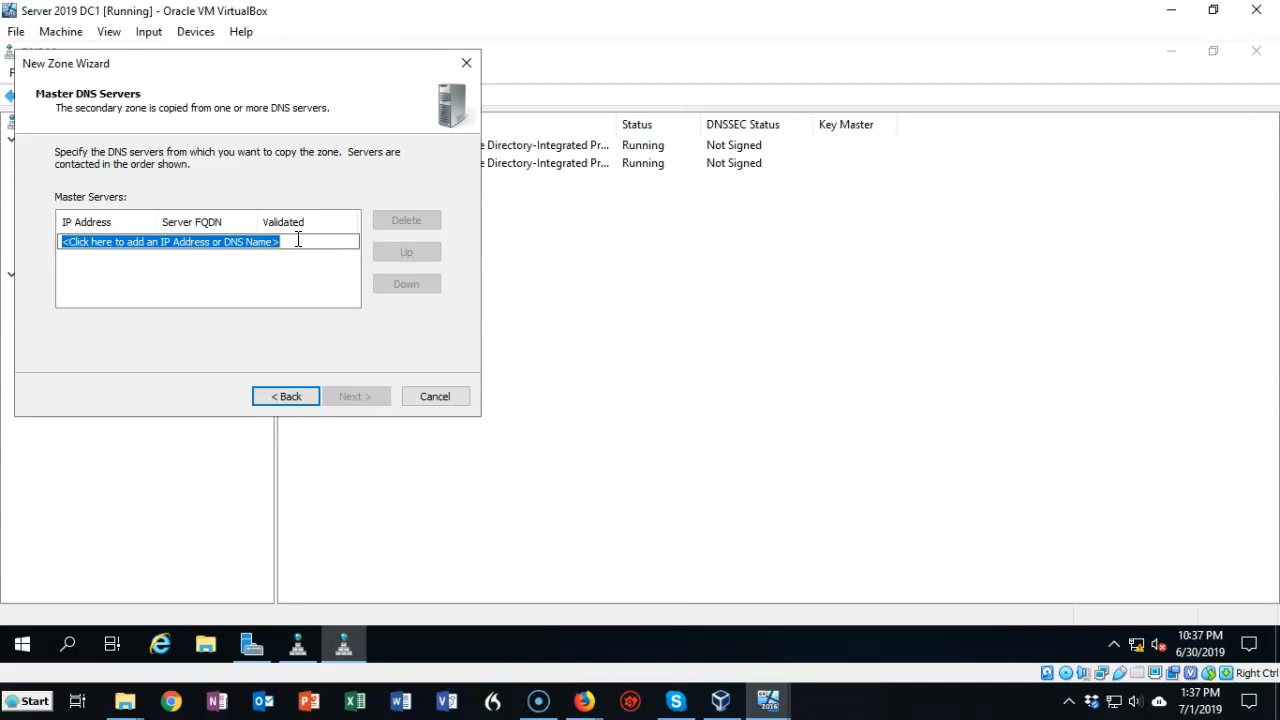 Server 2019 DC1 [Running] - Oracle VM VirtualBox
File Machine View Input Devices Help
New Zone Wizard
Master DNS Servers
The secondary zone is copied from one or more DNS servers.
Specify the DNS servers from which you want to copy the zone. Servers are
contacted in the order shown.
Master Servers:
IP Address Server FQDN Validated
<Click here to add an IP Address or DNS Name>
Delete
Up
Down
< Back Next > Cancel
Status DNSSEC Status Key Master
e Directory-Integrated Pr... Running Not Signed
e Directory-Integrated Pr... Running Not Signed
10:37 PM
6/30/2019
Right Ctrl
Start
1:37 PM
7/1/2019